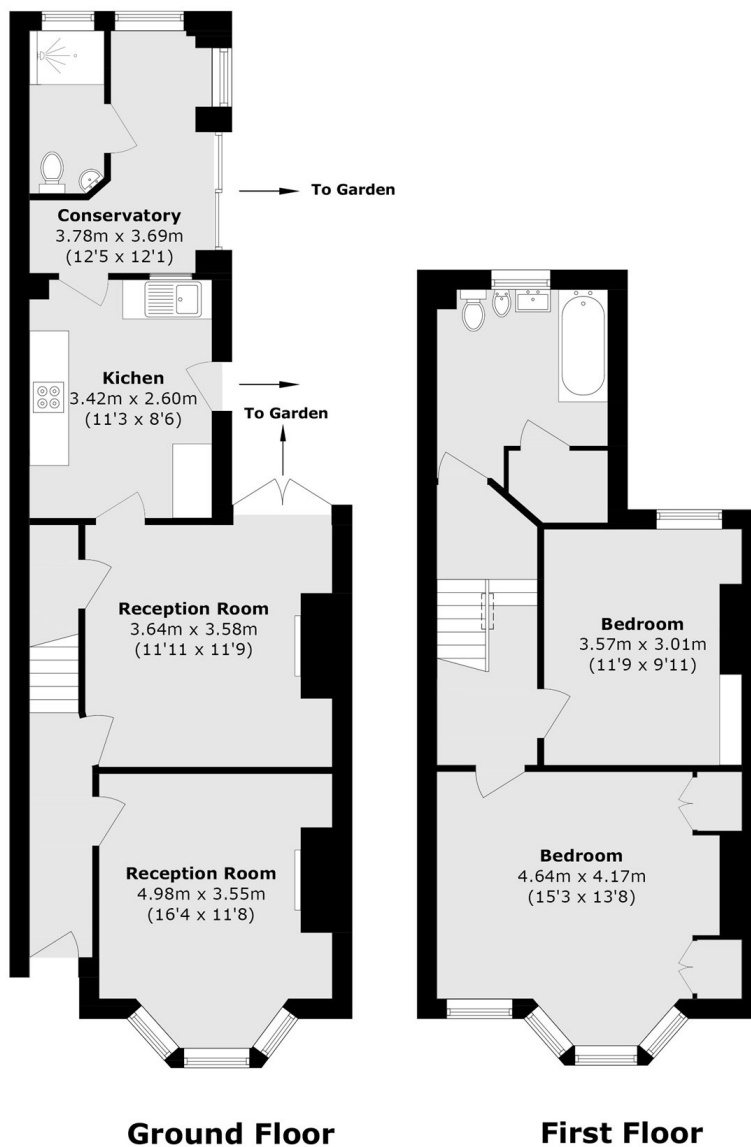 To Garden
Conservatory
3.78m x 3.69m
(12'5 x 12'1)
Kichen
3.42m x 2.60m
(11'3 x 8'6)
To Garden
Reception Room
3.64m x 3.58m
(11'11 x 11'9)
Reception Room
4.98m x 3.55m
(16'4 x 11'8)
Ground Floor
Bedroom
3.57m x 3.01m
(11'9 x 9'11)
Bedroom
4.64m x 4.17m
(15'3 x 13'8)
First Floor